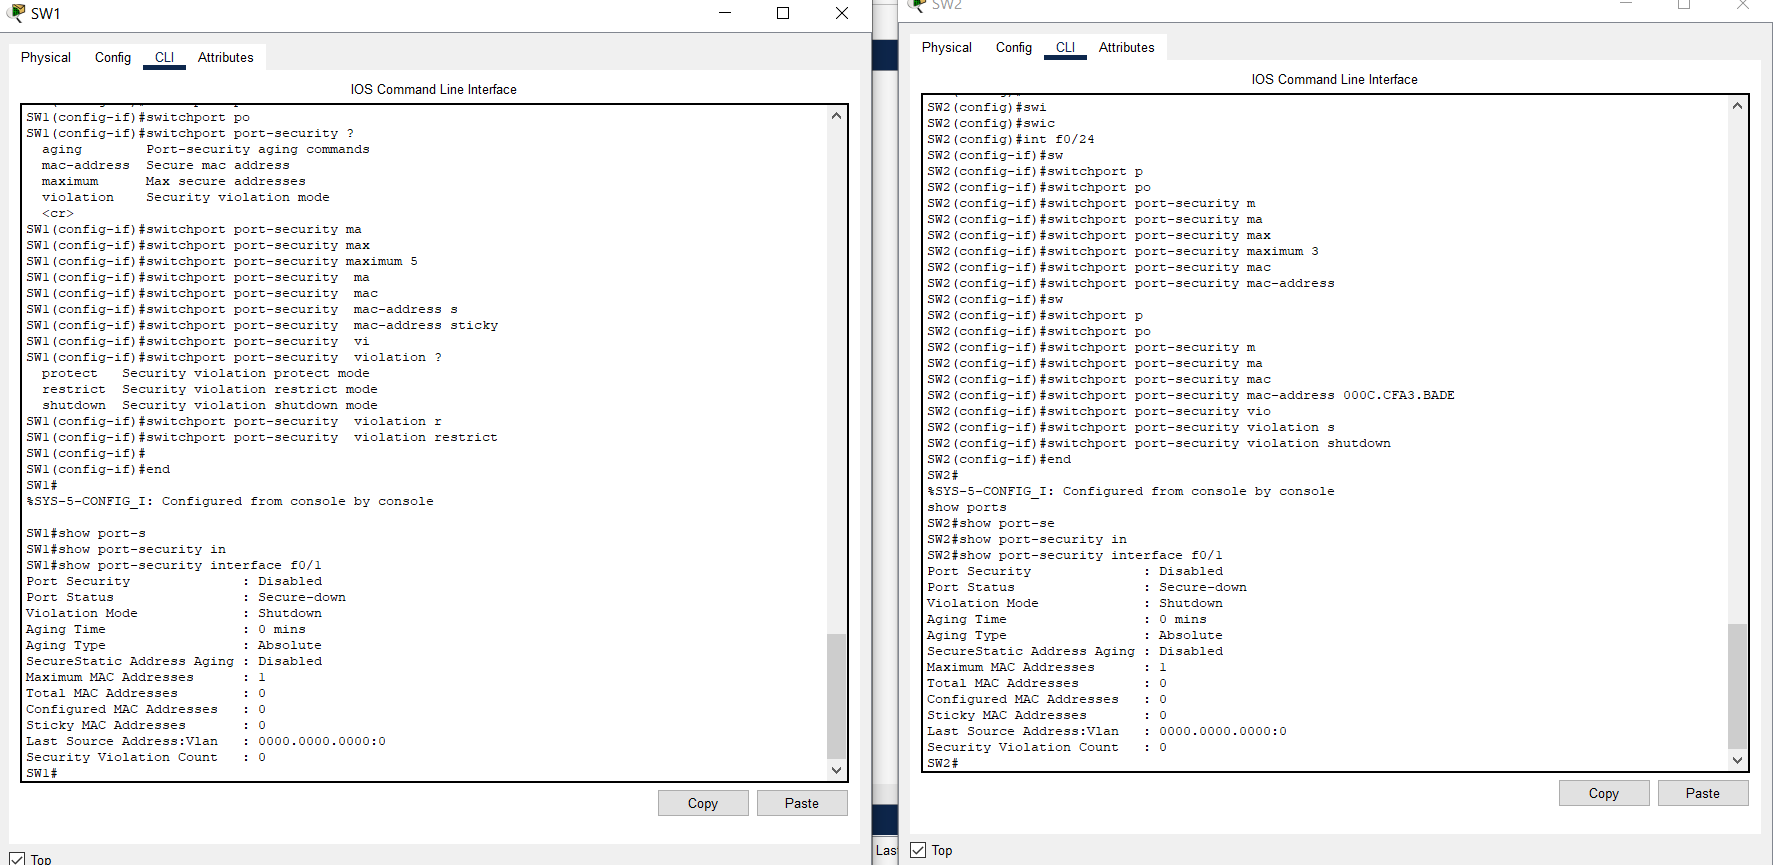 SW1
Physical Config CLI Attributes
IOS Command Line Interface
SW1(config-if)#switchport po
SW1(config-if)#switchport port-security ?
aging Port-security aging commands
mac-address Secure mac address
maximum Max secure addresses
violation Security violation mode
<cr>
SW1(config-if)#switchport port-security ma
SW1(config-if)#switchport port-security max
SW1(config-if)#switchport port-security maximum 5
SW1(config-if)#switchport port-security  ma
SW1(config-if)#switchport port-security  mac
SW1(config-if)#switchport port-security  mac-address s
SW1(config-if)#switchport port-security  mac-address sticky
SW1(config-if)#switchport port-security  vi
SW1(config-if)#switchport port-security  violation ?
protect Security violation protect mode
restrict Security violation restrict mode
shutdown Security violation shutdown mode
SW1(config-if)#switchport port-security  violation r
SW1(config-if)#switchport port-security  violation restrict
SW1(config-if)#
SW1(config-if)#end
SW1#
%SYS-5-CONFIG_I: Configured from console by console
SW1#show port-s
SW1#show port-security in
SW1#show port-security interface f0/1
Port Security : Disabled
Port Status : Secure-down
Violation Mode : Shutdown
Aging Time : 0 mins
Aging Type : Absolute
SecureStatic Address Aging : Disabled
Maximum MAC Addresses : 1
Total MAC Addresses : 0
Configured MAC Addresses : 0
Sticky MAC Addresses : 0
Last Source Address:Vlan : 0000.0000.0000:0
Security Violation Count : 0
SW1#
Copy Paste
Top
Las
SW2
Physical Config CLI Attributes
IOS Command Line Interface
SW2(config)#swi
SW2(config)#swic
SW2(config)#int f0/24
SW2(config-if)#sw
SW2(config-if)#switchport p
SW2(config-if)#switchport po
SW2(config-if)#switchport port-security m
SW2(config-if)#switchport port-security ma
SW2(config-if)#switchport port-security max
SW2(config-if)#switchport port-security maximum 3
SW2(config-if)#switchport port-security mac
SW2(config-if)#switchport port-security mac-address
SW2(config-if)#sw
SW2(config-if)#switchport p
SW2(config-if)#switchport po
SW2(config-if)#switchport port-security m
SW2(config-if)#switchport port-security ma
SW2(config-if)#switchport port-security mac
SW2(config-if)#switchport port-security mac-address 000C.CFA3.BADE
SW2(config-if)#switchport port-security vio
SW2(config-if)#switchport port-security violation s
SW2(config-if)#switchport port-security violation shutdown
SW2(config-if)#end
SW2#
%SYS-5-CONFIG_I: Configured from console by console
show ports
SW2#show port-se
SW2#show port-security in
SW2#show port-security interface f0/1
Port Security : Disabled
Port Status : Secure-down
Violation Mode : Shutdown
Aging Time : 0 mins
Aging Type : Absolute
SecureStatic Address Aging : Disabled
Maximum MAC Addresses : 1
Total MAC Addresses : 0
Configured MAC Addresses : 0
Sticky MAC Addresses : 0
Last Source Address:Vlan : 0000.0000.0000:0
Security Violation Count : 0
SW2#
Copy Paste
Top